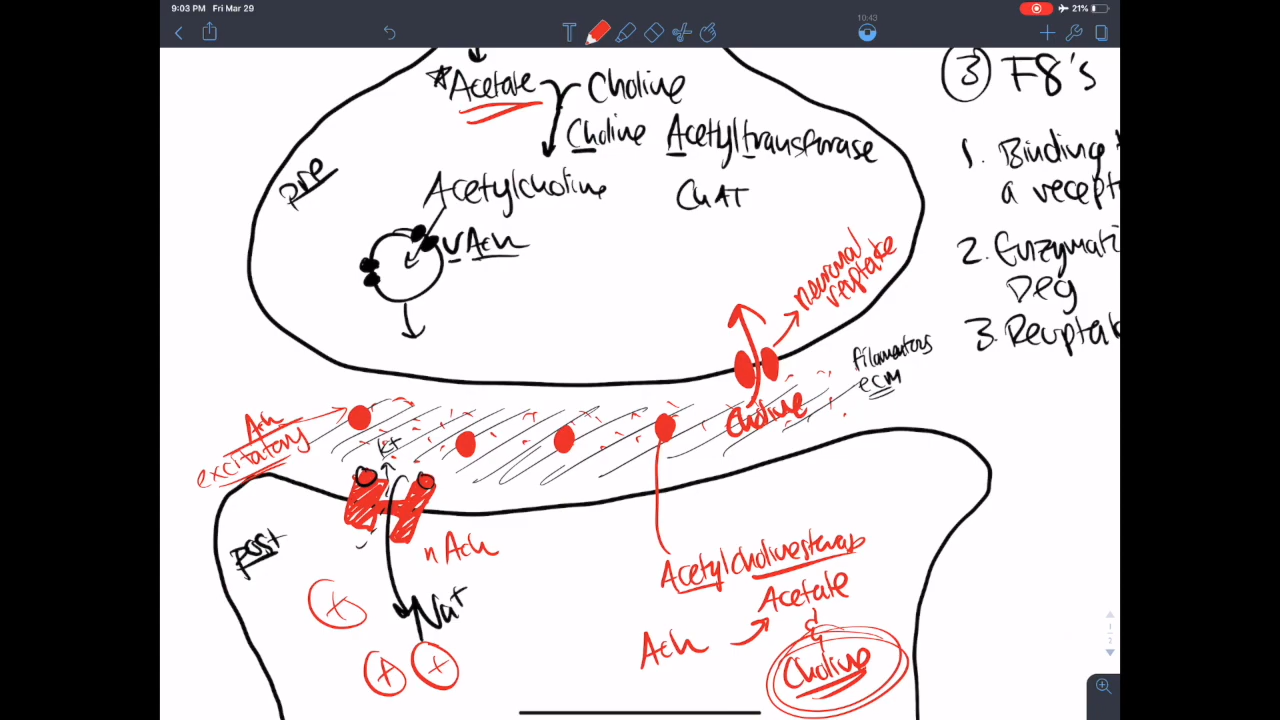 9:03 PM Fri Mar 29
21%
10:43
*Acetate
Choline
Choline Acetyltransferase
ChAT
pre
Acetylcholine
vAch
neuronal
reuptake
③ F8's
1. Binding t
a recept
2. Enzymati
Deg
3. Reuptak
filamentous
ecm
Ach
excitatory
K+
Choline
nAch
post
Na+
+
+
+
Acetate
&
Ach
Choline